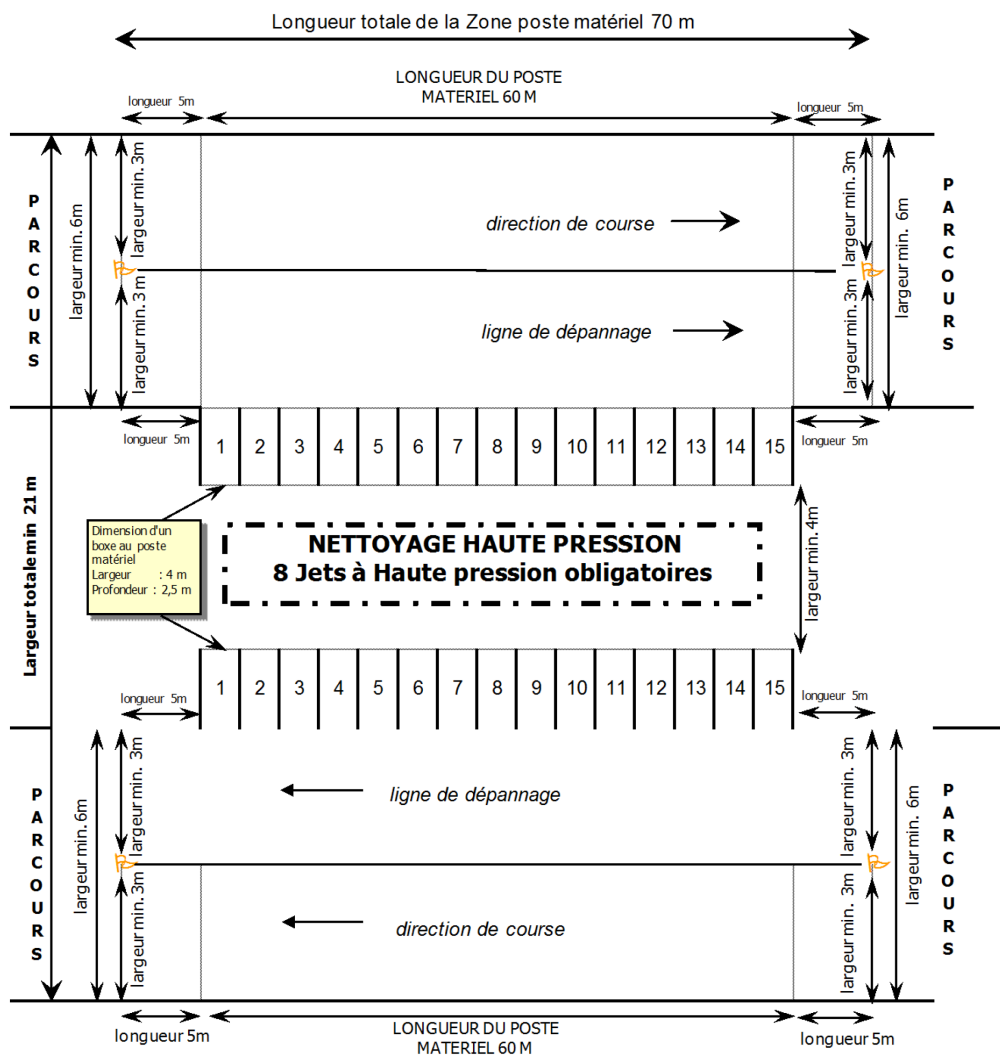 Longueur totale de la Zone poste matériel 70 m
LONGUEUR DU POSTE
MATERIEL 60 M
longueur 5m
longueur 5m
PARCOURS
largeur min. 6m
largeur min. 3m
largeur min. 3 m
direction de course
ligne de dépannage
largeur min. 3m
largeur min. 3m
largeur min. 6m
PARCOURS
longueur 5m
longueur 5m
1 2 3 4 5 6 7 8 9 10 11 12 13 14 15
Largeur totale min 21 m
Dimension d'un
boxe au poste
matériel
Largeur : 4 m
Profondeur : 2,5 m
NETTOYAGE HAUTE PRESSION
8 Jets à Haute pression obligatoires
largeur min. 4m
1 2 3 4 5 6 7 8 9 10 11 12 13 14 15
longueur 5m
longueur 5m
PARCOURS
largeur min. 6m
largeur min. 3m
largeur min. 3m
ligne de dépannage
direction de course
largeur min. 3m
largeur min. 3m
largeur min. 6m
PARCOURS
longueur 5m
LONGUEUR DU POSTE
MATERIEL 60 M
longueur 5m